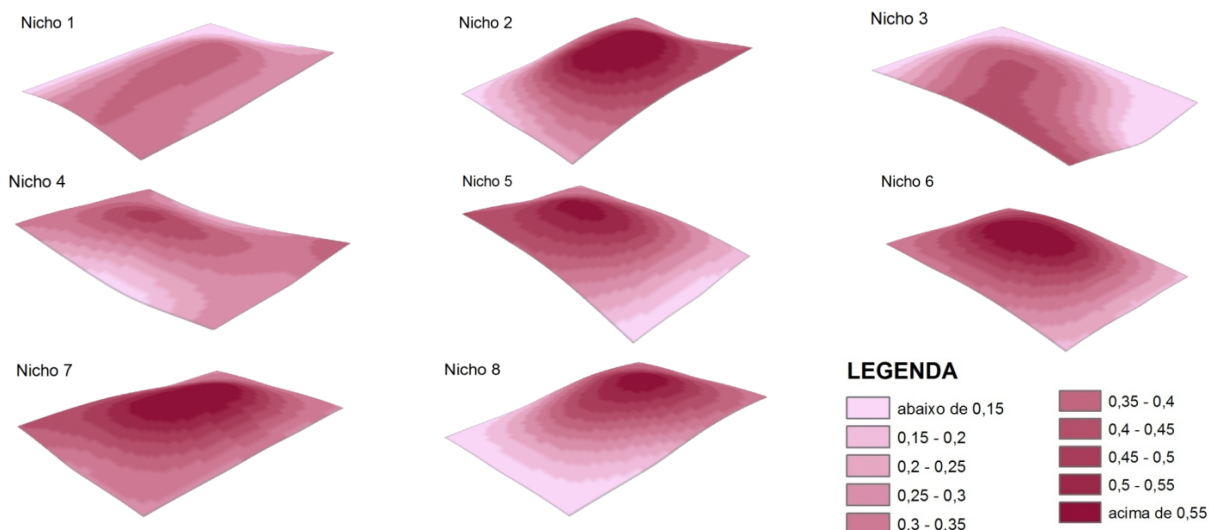 Nicho 1
Nicho 2
Nicho 3
Nicho 4
Nicho 5
Nicho 6
Nicho 7
Nicho 8
LEGENDA
abaixo de 0,15
0,15 - 0,2
0,2 - 0,25
0,25 - 0,3
0,3 - 0,35
0,35 - 0,4
0,4 - 0,45
0,45 - 0,5
0,5 - 0,55
acima de 0,55